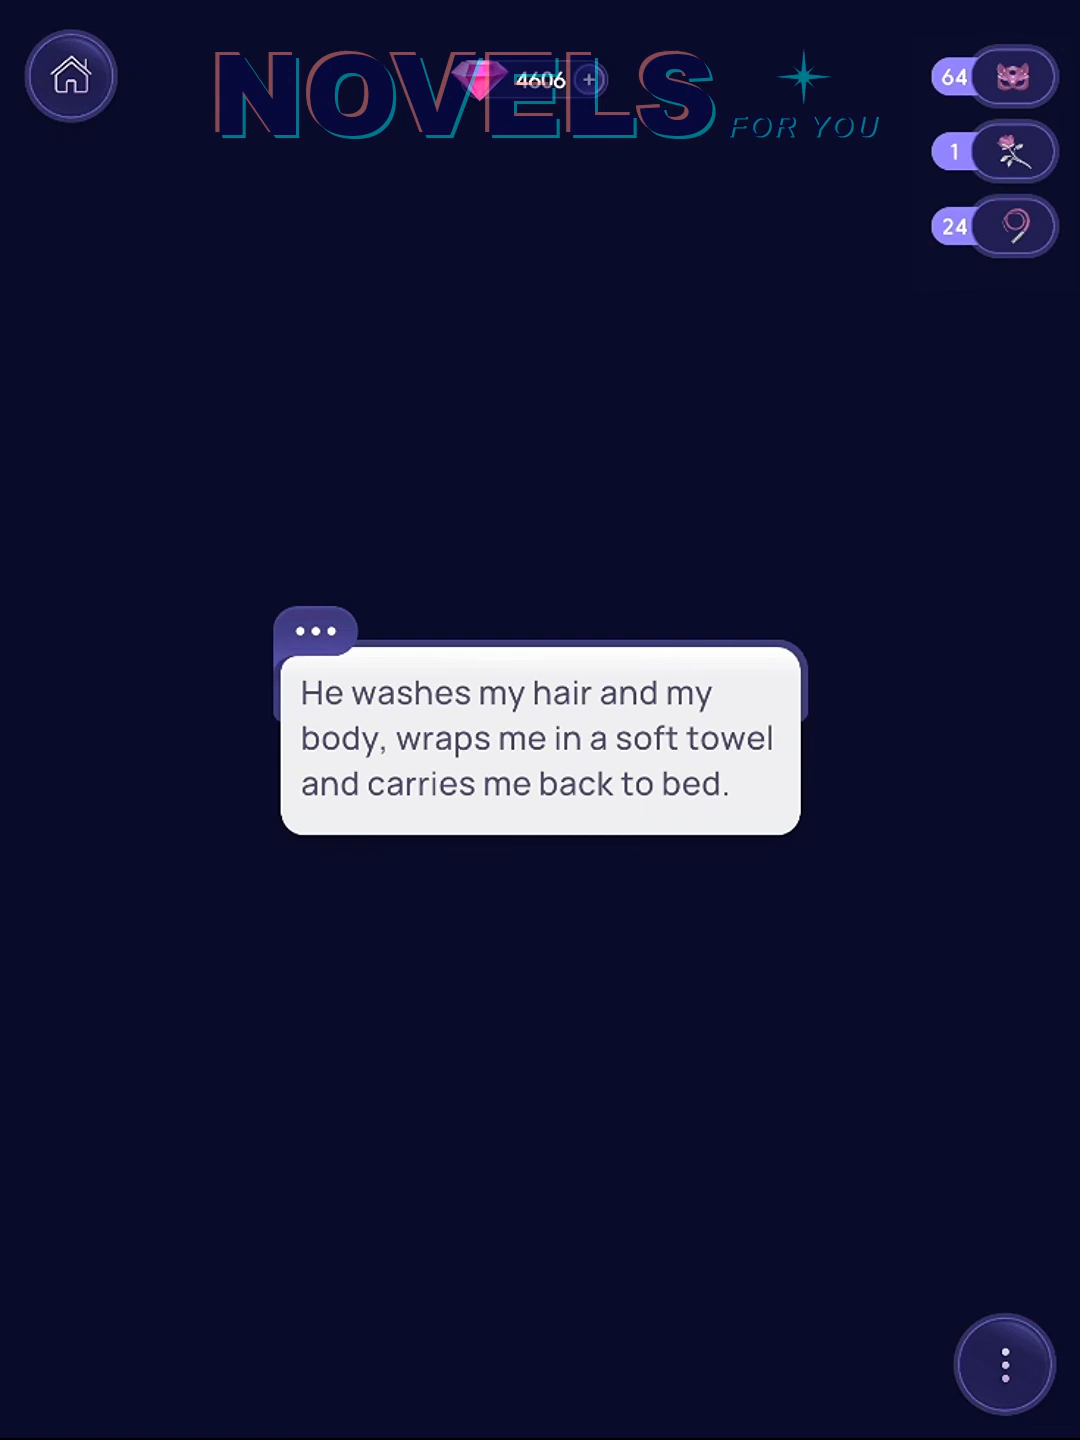 NOVELS
FOR YOU
4606
+
64
1
24
He washes my hair and my
body, wraps me in a soft towel
and carries me back to bed.